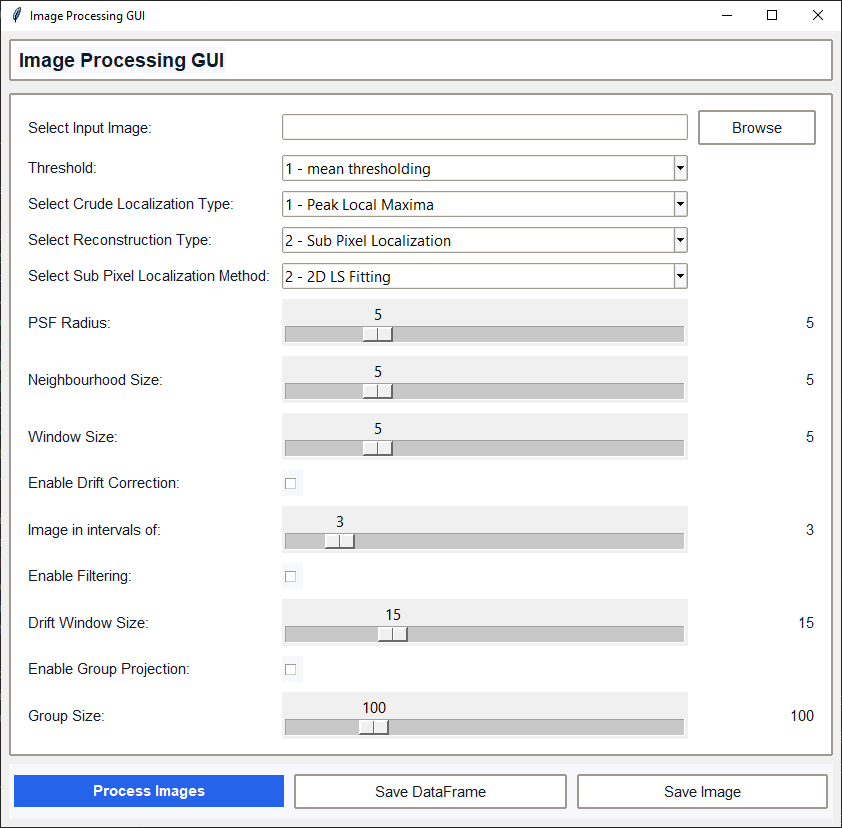 Image Processing GUI
Image Processing GUI
Select Input Image:
Browse
Threshold:
1 - mean thresholding
Select Crude Localization Type:
1 - Peak Local Maxima
Select Reconstruction Type:
2 - Sub Pixel Localization
Select Sub Pixel Localization Method:
2 - 2D LS Fitting
5
PSF Radius:
5
5
Neighbourhood Size:
5
5
Window Size:
5
Enable Drift Correction:
3
Image in intervals of:
3
Enable Filtering:
15
Drift Window Size:
15
Enable Group Projection:
100
Group Size:
100
Process Images
Save DataFrame
Save Image